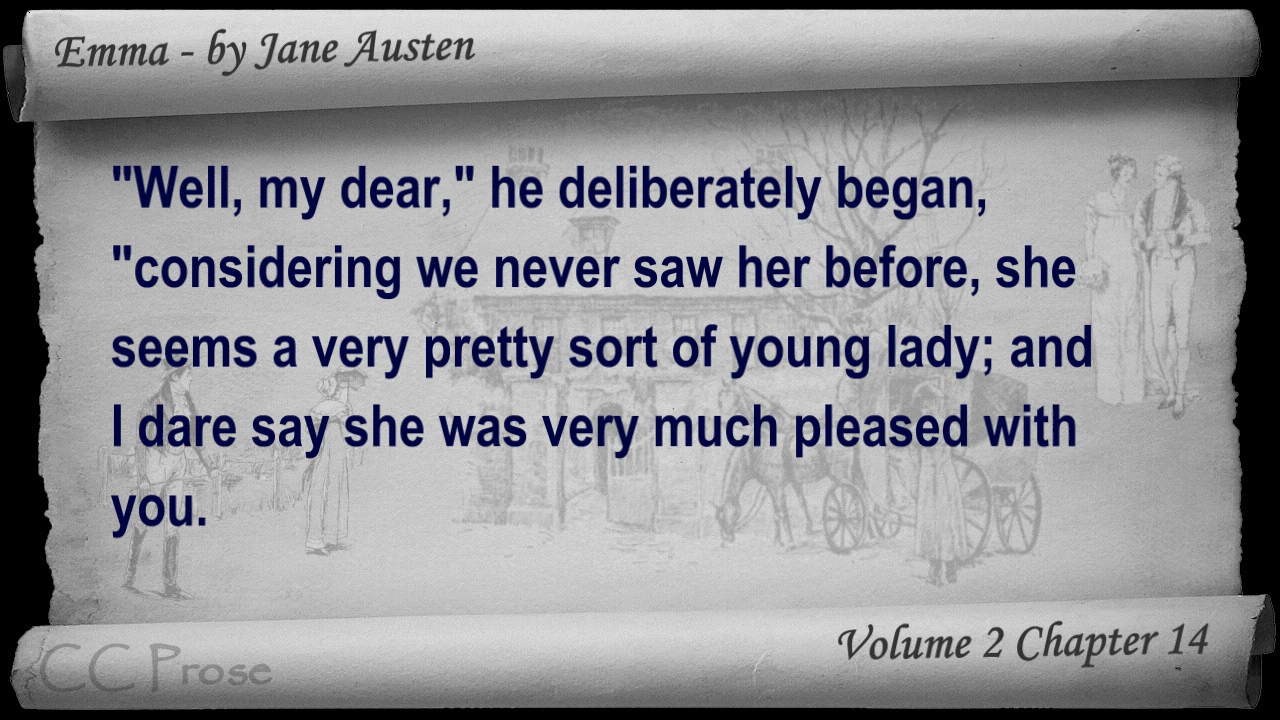 Emma - by Jane Austen
"Well, my dear," he deliberately began,
"considering we never saw her before, she
seems a very pretty sort of young lady; and
I dare say she was very much pleased with
you.
Volume 2 Chapter 14
CC Prose